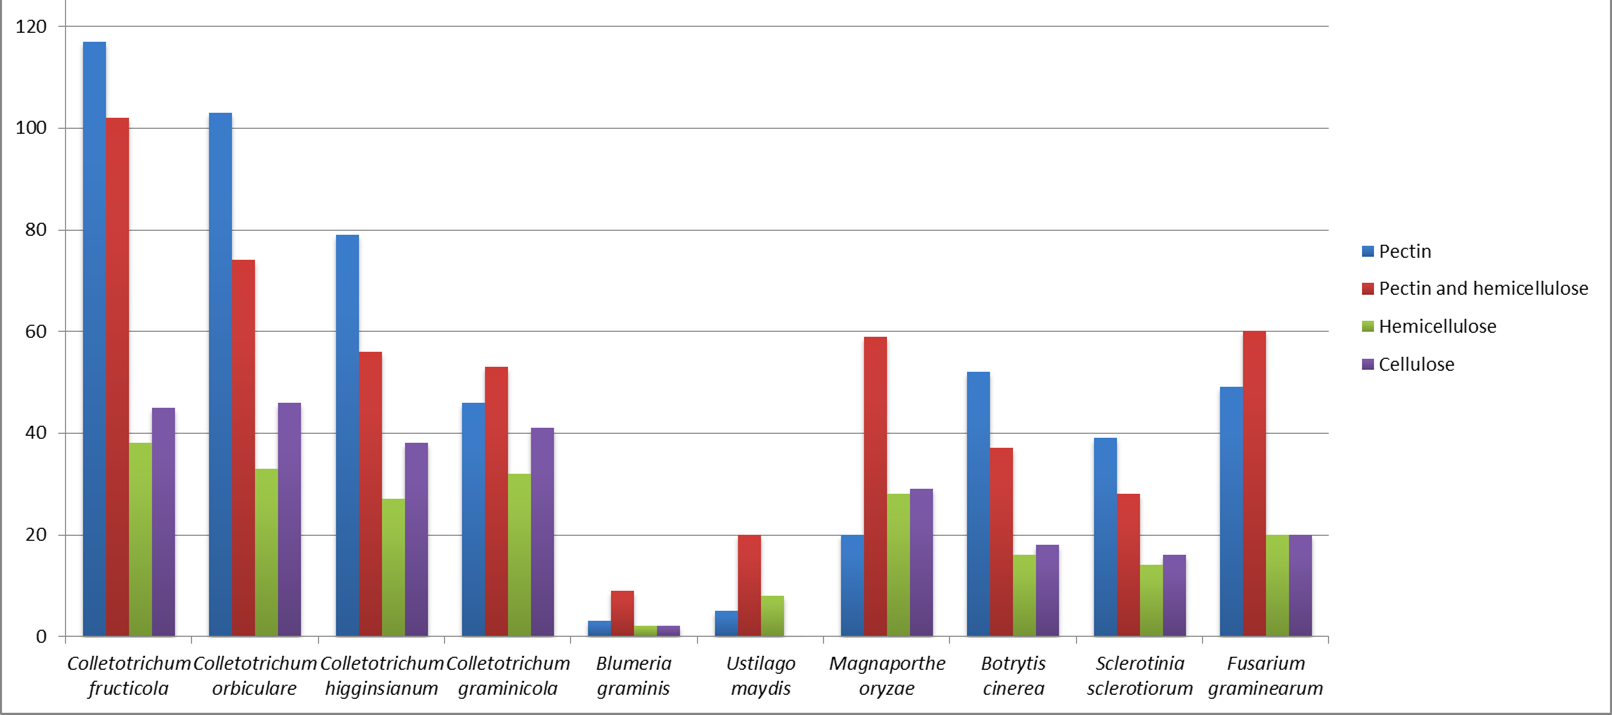 120
100
80
60
40
20
0
Colletotrichum fructicola
Colletotrichum orbiculare
Colletotrichum higginsianum
Colletotrichum graminicola
Blumeria graminis
Ustilago maydis
Magnaporthe oryzae
Botrytis cinerea
Sclerotinia sclerotiorum
Fusarium graminearum
Pectin
Pectin and hemicellulose
Hemicellulose
Cellulose